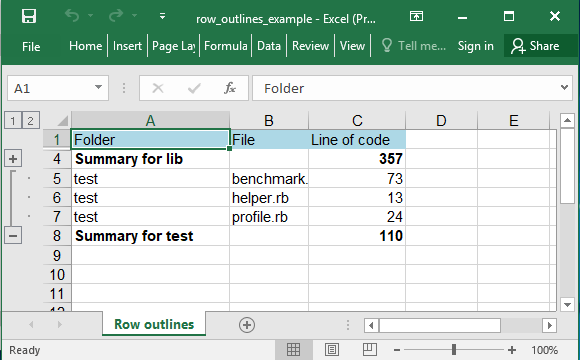 row_outlines_example - Excel (Pr...
File Home Insert Page Lay Formula Data Review View Tell me... Sign in Share
A1 fx Folder
1 2 A B C D E
1 Folder File Line of code
4 Summary for lib 357
5 test benchmark. 73
6 test helper.rb 13
7 test profile.rb 24
8 Summary for test 110
9
10
11
Row outlines
Ready 100%